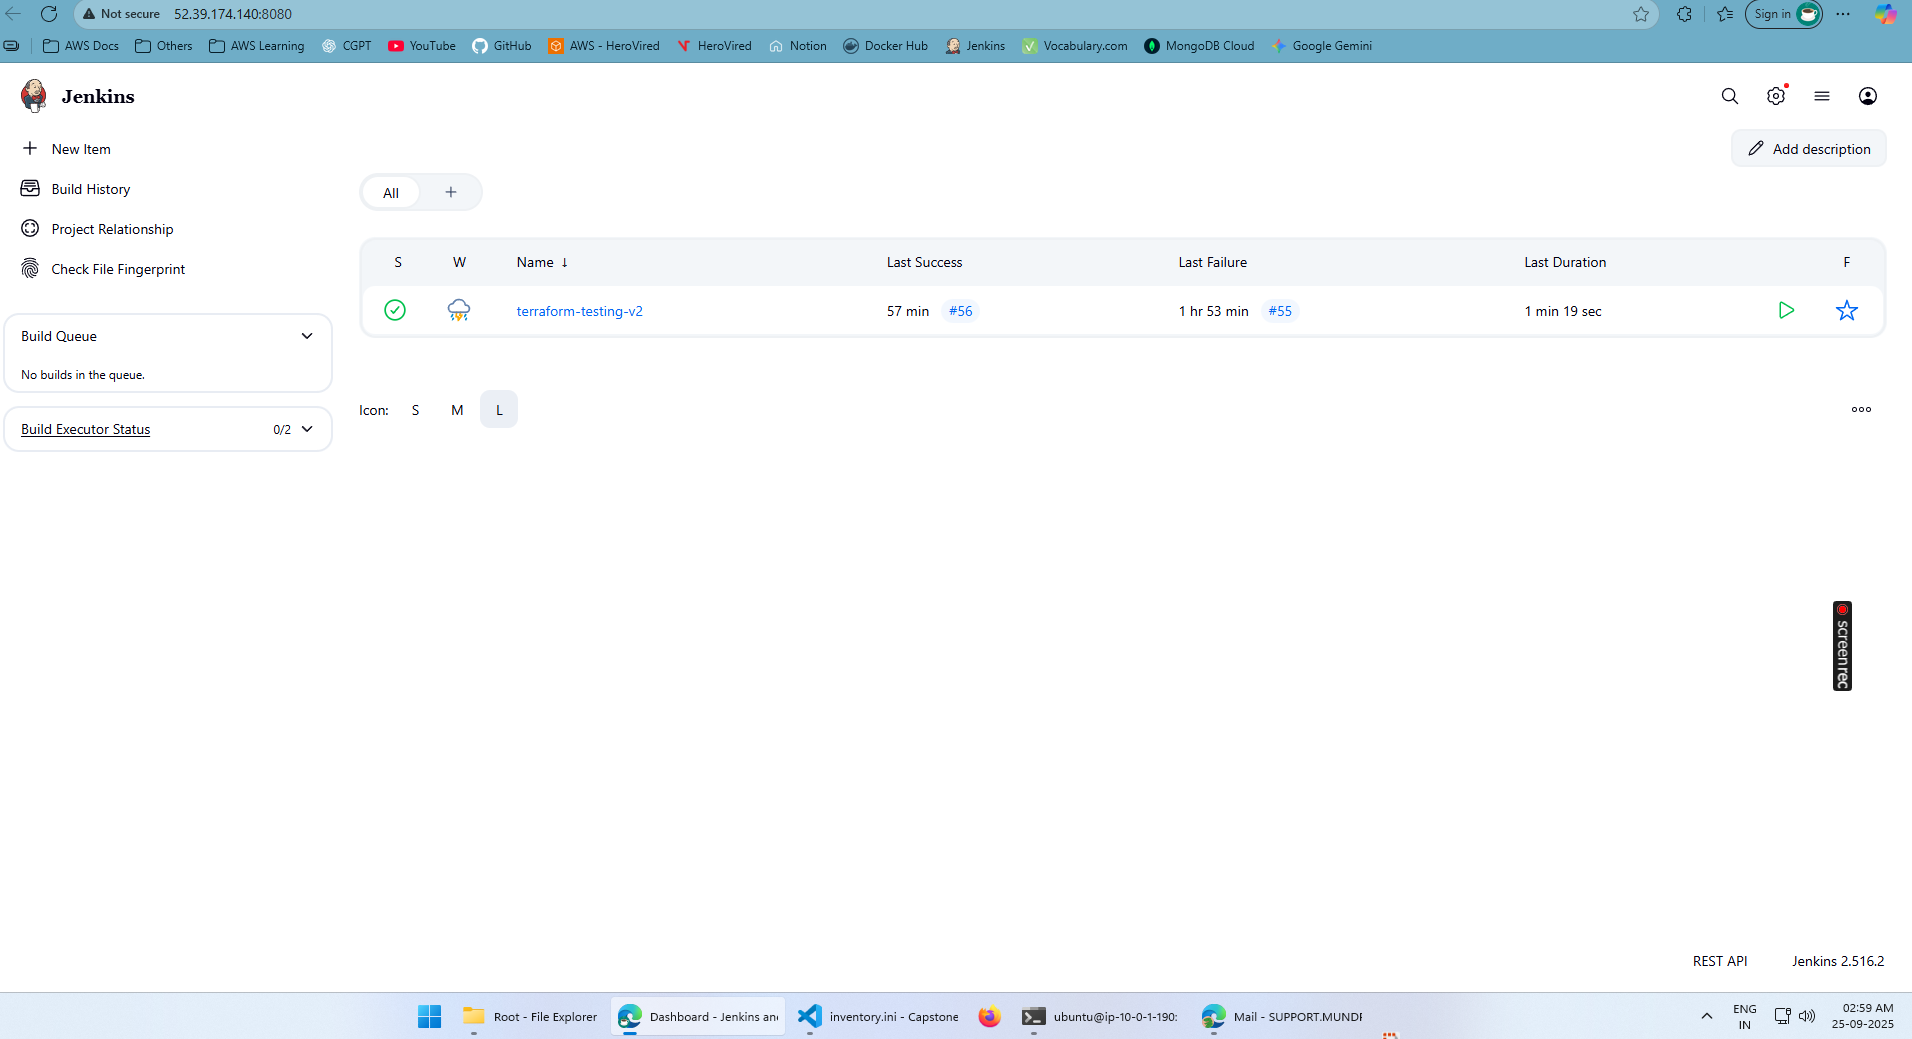 Not secure 52.39.174.140:8080 Sign in
AWS Docs Others AWS Learning CGPT YouTube GitHub AWS - HeroVired HeroVired Notion Docker Hub Jenkins Vocabulary.com MongoDB Cloud Google Gemini
Jenkins
New Item
Build History
Project Relationship
Check File Fingerprint
Build Queue
No builds in the queue.
Build Executor Status 0/2
Add description
All +
S W Name ↓ Last Success Last Failure Last Duration F
terraform-testing-v2 57 min #56 1 hr 53 min #55 1 min 19 sec
Icon: S M L
screenrec
REST API Jenkins 2.516.2
Root - File Explorer Dashboard - Jenkins and inventory.ini - Capstone ubuntu@ip-10-0-1-190: Mail - SUPPORT.MUNDR
ENG
IN
02:59 AM
25-09-2025